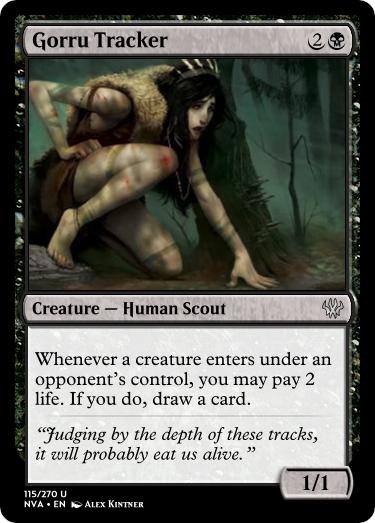 Gorru Tracker 2
Creature — Human Scout
Whenever a creature enters under an
opponent's control, you may pay 2
life. If you do, draw a card.
"Judging by the depth of these tracks,
it will probably eat us alive."
1/1
115/270 U
NVA • EN Alex Kintner